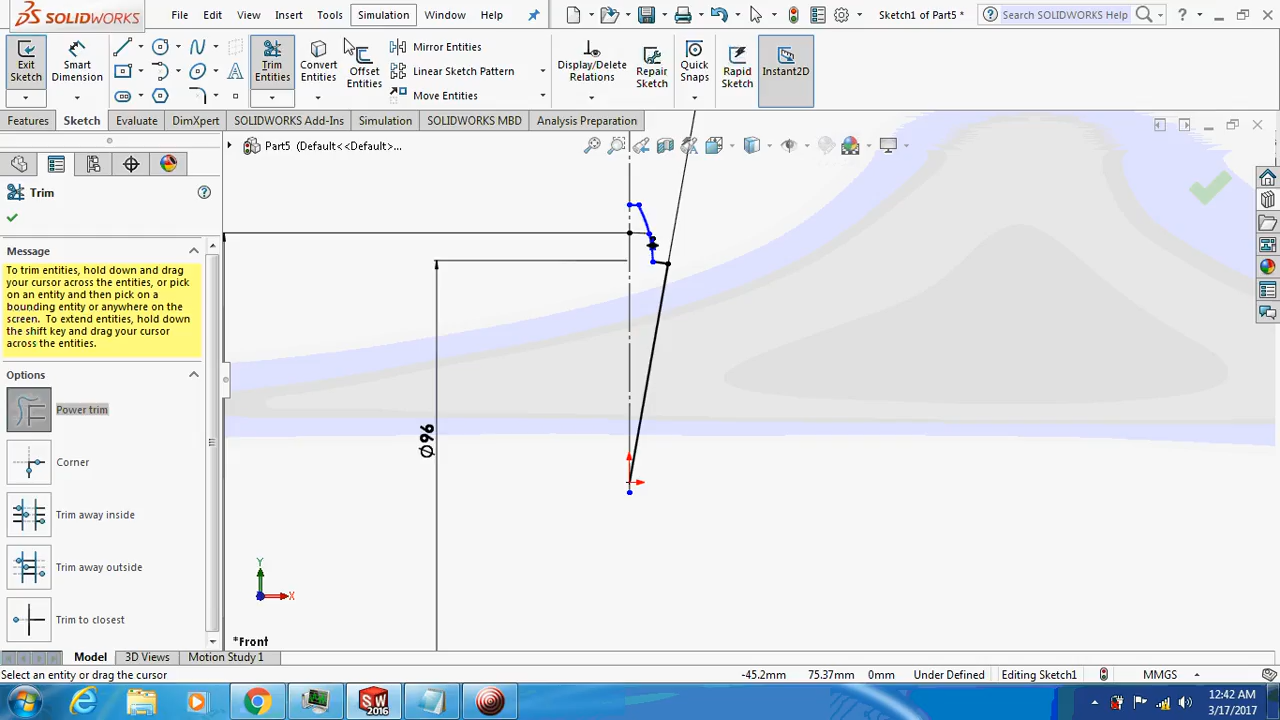 SOLIDWORKS
File Edit View Insert Tools Simulation Window Help
Sketch1 of Part5 *
Search SOLIDWORKS Help
Exit Sketch
Smart Dimension
Trim Entities
Convert Entities
Offset Entities
Mirror Entities
Linear Sketch Pattern
Move Entities
Display/Delete Relations
Repair Sketch
Quick Snaps
Rapid Sketch
Instant2D
Features Sketch Evaluate DimXpert SOLIDWORKS Add-Ins Simulation SOLIDWORKS MBD Analysis Preparation
Part5 (Default<<Default>...
Trim
Message
To trim entities, hold down and drag
your cursor across the entities, or pick
on an entity and then pick on a
bounding entity or anywhere on the
screen. To extend entities, hold down
the shift key and drag your cursor
across the entities.
Options
Power trim
Corner
Trim away inside
Trim away outside
Trim to closest
Ø96
Y
X
*Front
Model 3D Views Motion Study 1
Select an entity or drag the cursor
-45.2mm 75.37mm 0mm Under Defined Editing Sketch1 MMGS
SW
2016
12:42 AM
3/17/2017